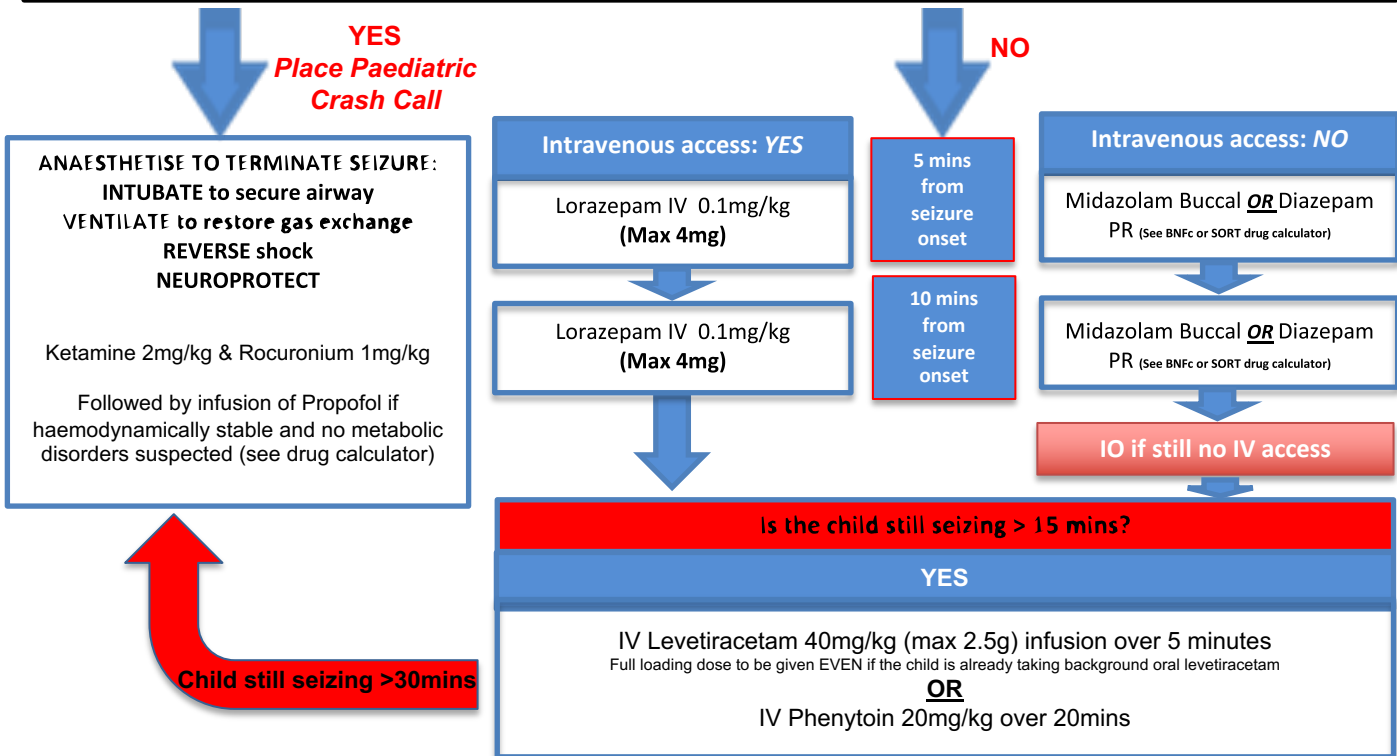 YES
Place Paediatric
Crash Call
NO
ANAESTHETISE TO TERMINATE SEIZURE:
INTUBATE to secure airway
VENTILATE to restore gas exchange
REVERSE shock
NEUROPROTECT
Ketamine 2mg/kg & Rocuronium 1mg/kg
Followed by infusion of Propofol if
haemodynamically stable and no metabolic
disorders suspected (see drug calculator)
Intravenous access: YES
Lorazepam IV 0.1mg/kg
(Max 4mg)
Lorazepam IV 0.1mg/kg
(Max 4mg)
5 mins
from
seizure
onset
10 mins
from
seizure
onset
Intravenous access: NO
Midazolam Buccal OR Diazepam
PR (See BNFc or SORT drug calculator)
Midazolam Buccal OR Diazepam
PR (See BNFc or SORT drug calculator)
IO if still no IV access
Is the child still seizing > 15 mins?
YES
IV Levetiracetam 40mg/kg (max 2.5g) infusion over 5 minutes
Full loading dose to be given EVEN if the child is already taking background oral levetiracetam
OR
IV Phenytoin 20mg/kg over 20mins
Child still seizing >30mins